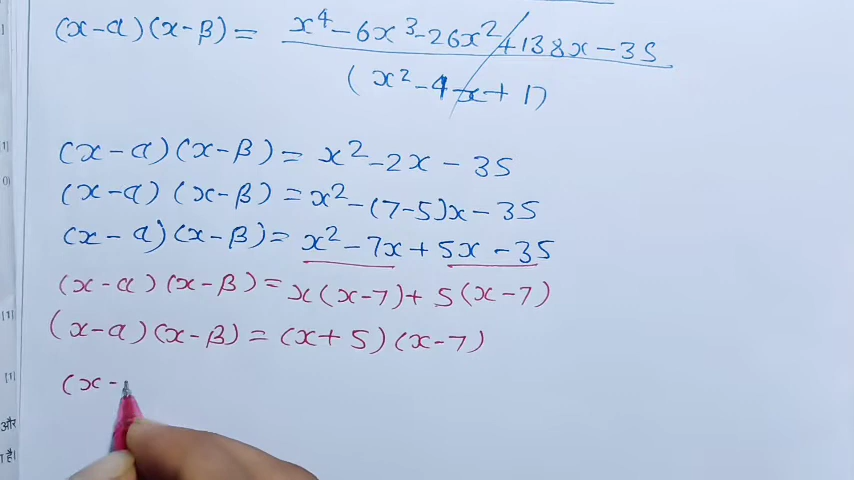 (x-α)(x-β) = x⁴-6x³-26x²+138x-35
(x²-4x+1)
(x-α)(x-β) = x²-2x-35
(x-α)(x-β) = x²-(7-5)x-35
(x-α)(x-β) = x²-7x+5x-35
(x-α)(x-β) = x(x-7)+5(x-7)
(x-α)(x-β) = (x+5)(x-7)
(x-
और
है।